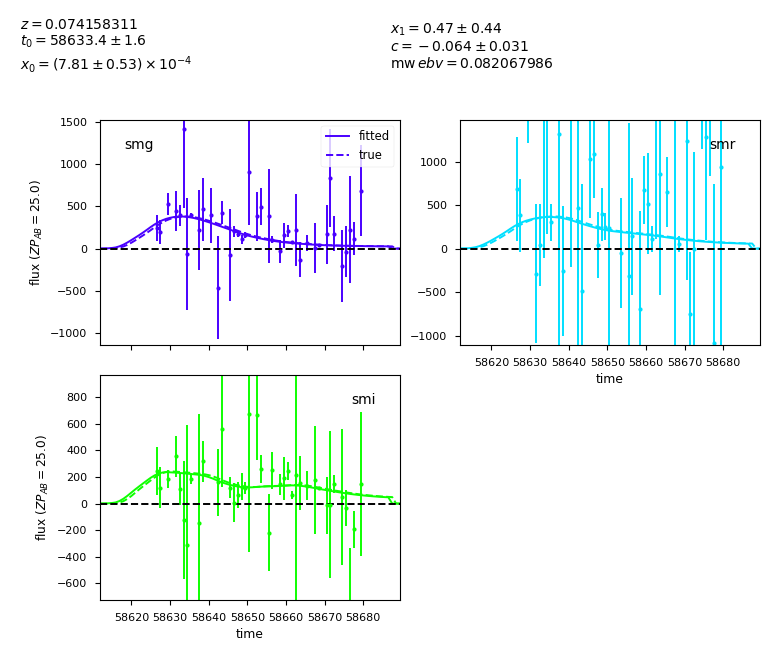 z = 0.074158311
t₀ = 58633.4 ± 1.6
x₀ = (7.81 ± 0.53) × 10⁻⁴
x₁ = 0.47 ± 0.44
c = −0.064 ± 0.031
mw ebv = 0.082067986
smg
fitted
true
1500
1000
500
0
−500
−1000
flux (ZP_AB = 25.0)
smr
1000
500
0
−500
−1000
58620 58630 58640 58650 58660 58670 58680
time
smi
800
600
400
200
0
−200
−400
−600
flux (ZP_AB = 25.0)
58620 58630 58640 58650 58660 58670 58680
time